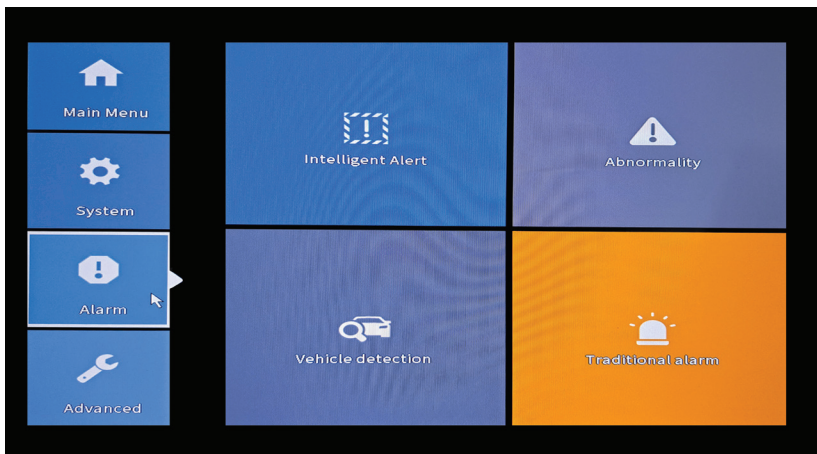 Main Menu
System
Alarm
Advanced
Intelligent Alert
Abnormality
Vehicle detection
Traditional alarm